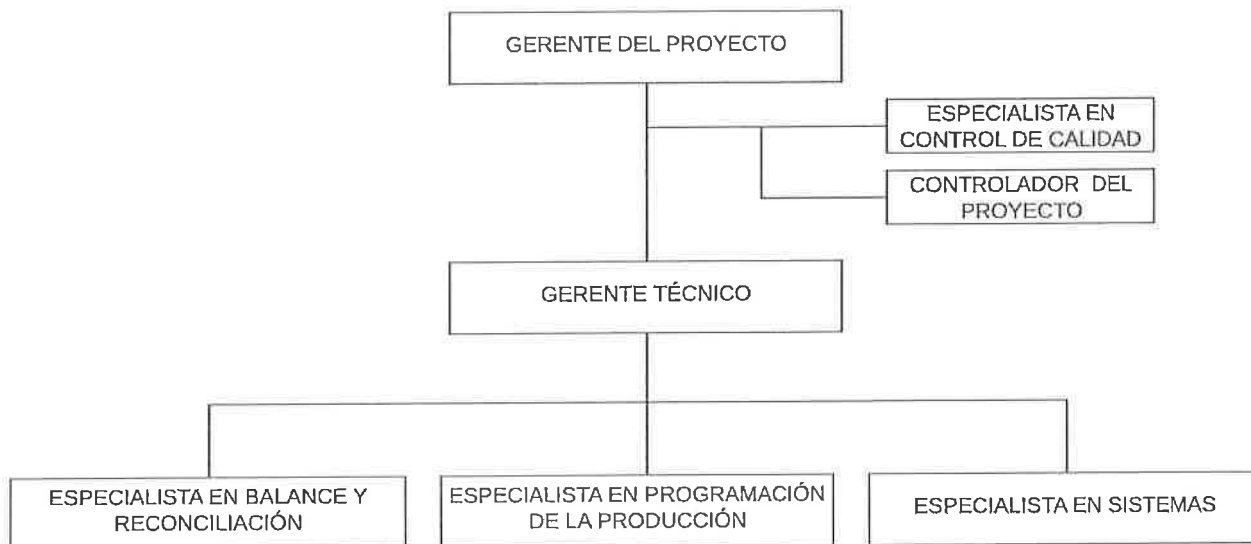 GERENTE DEL PROYECTO
ESPECIALISTA EN
CONTROL DE CALIDAD
CONTROLADOR DEL
PROYECTO
GERENTE TÉCNICO
ESPECIALISTA EN BALANCE Y
RECONCILIACIÓN
ESPECIALISTA EN PROGRAMACIÓN
DE LA PRODUCCIÓN
ESPECIALISTA EN SISTEMAS